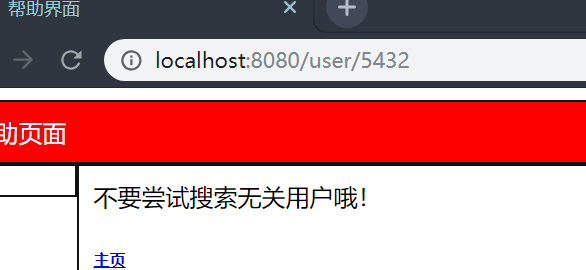 帮助界面
localhost:8080/user/5432
助页面
不要尝试搜索无关用户哦！
主页